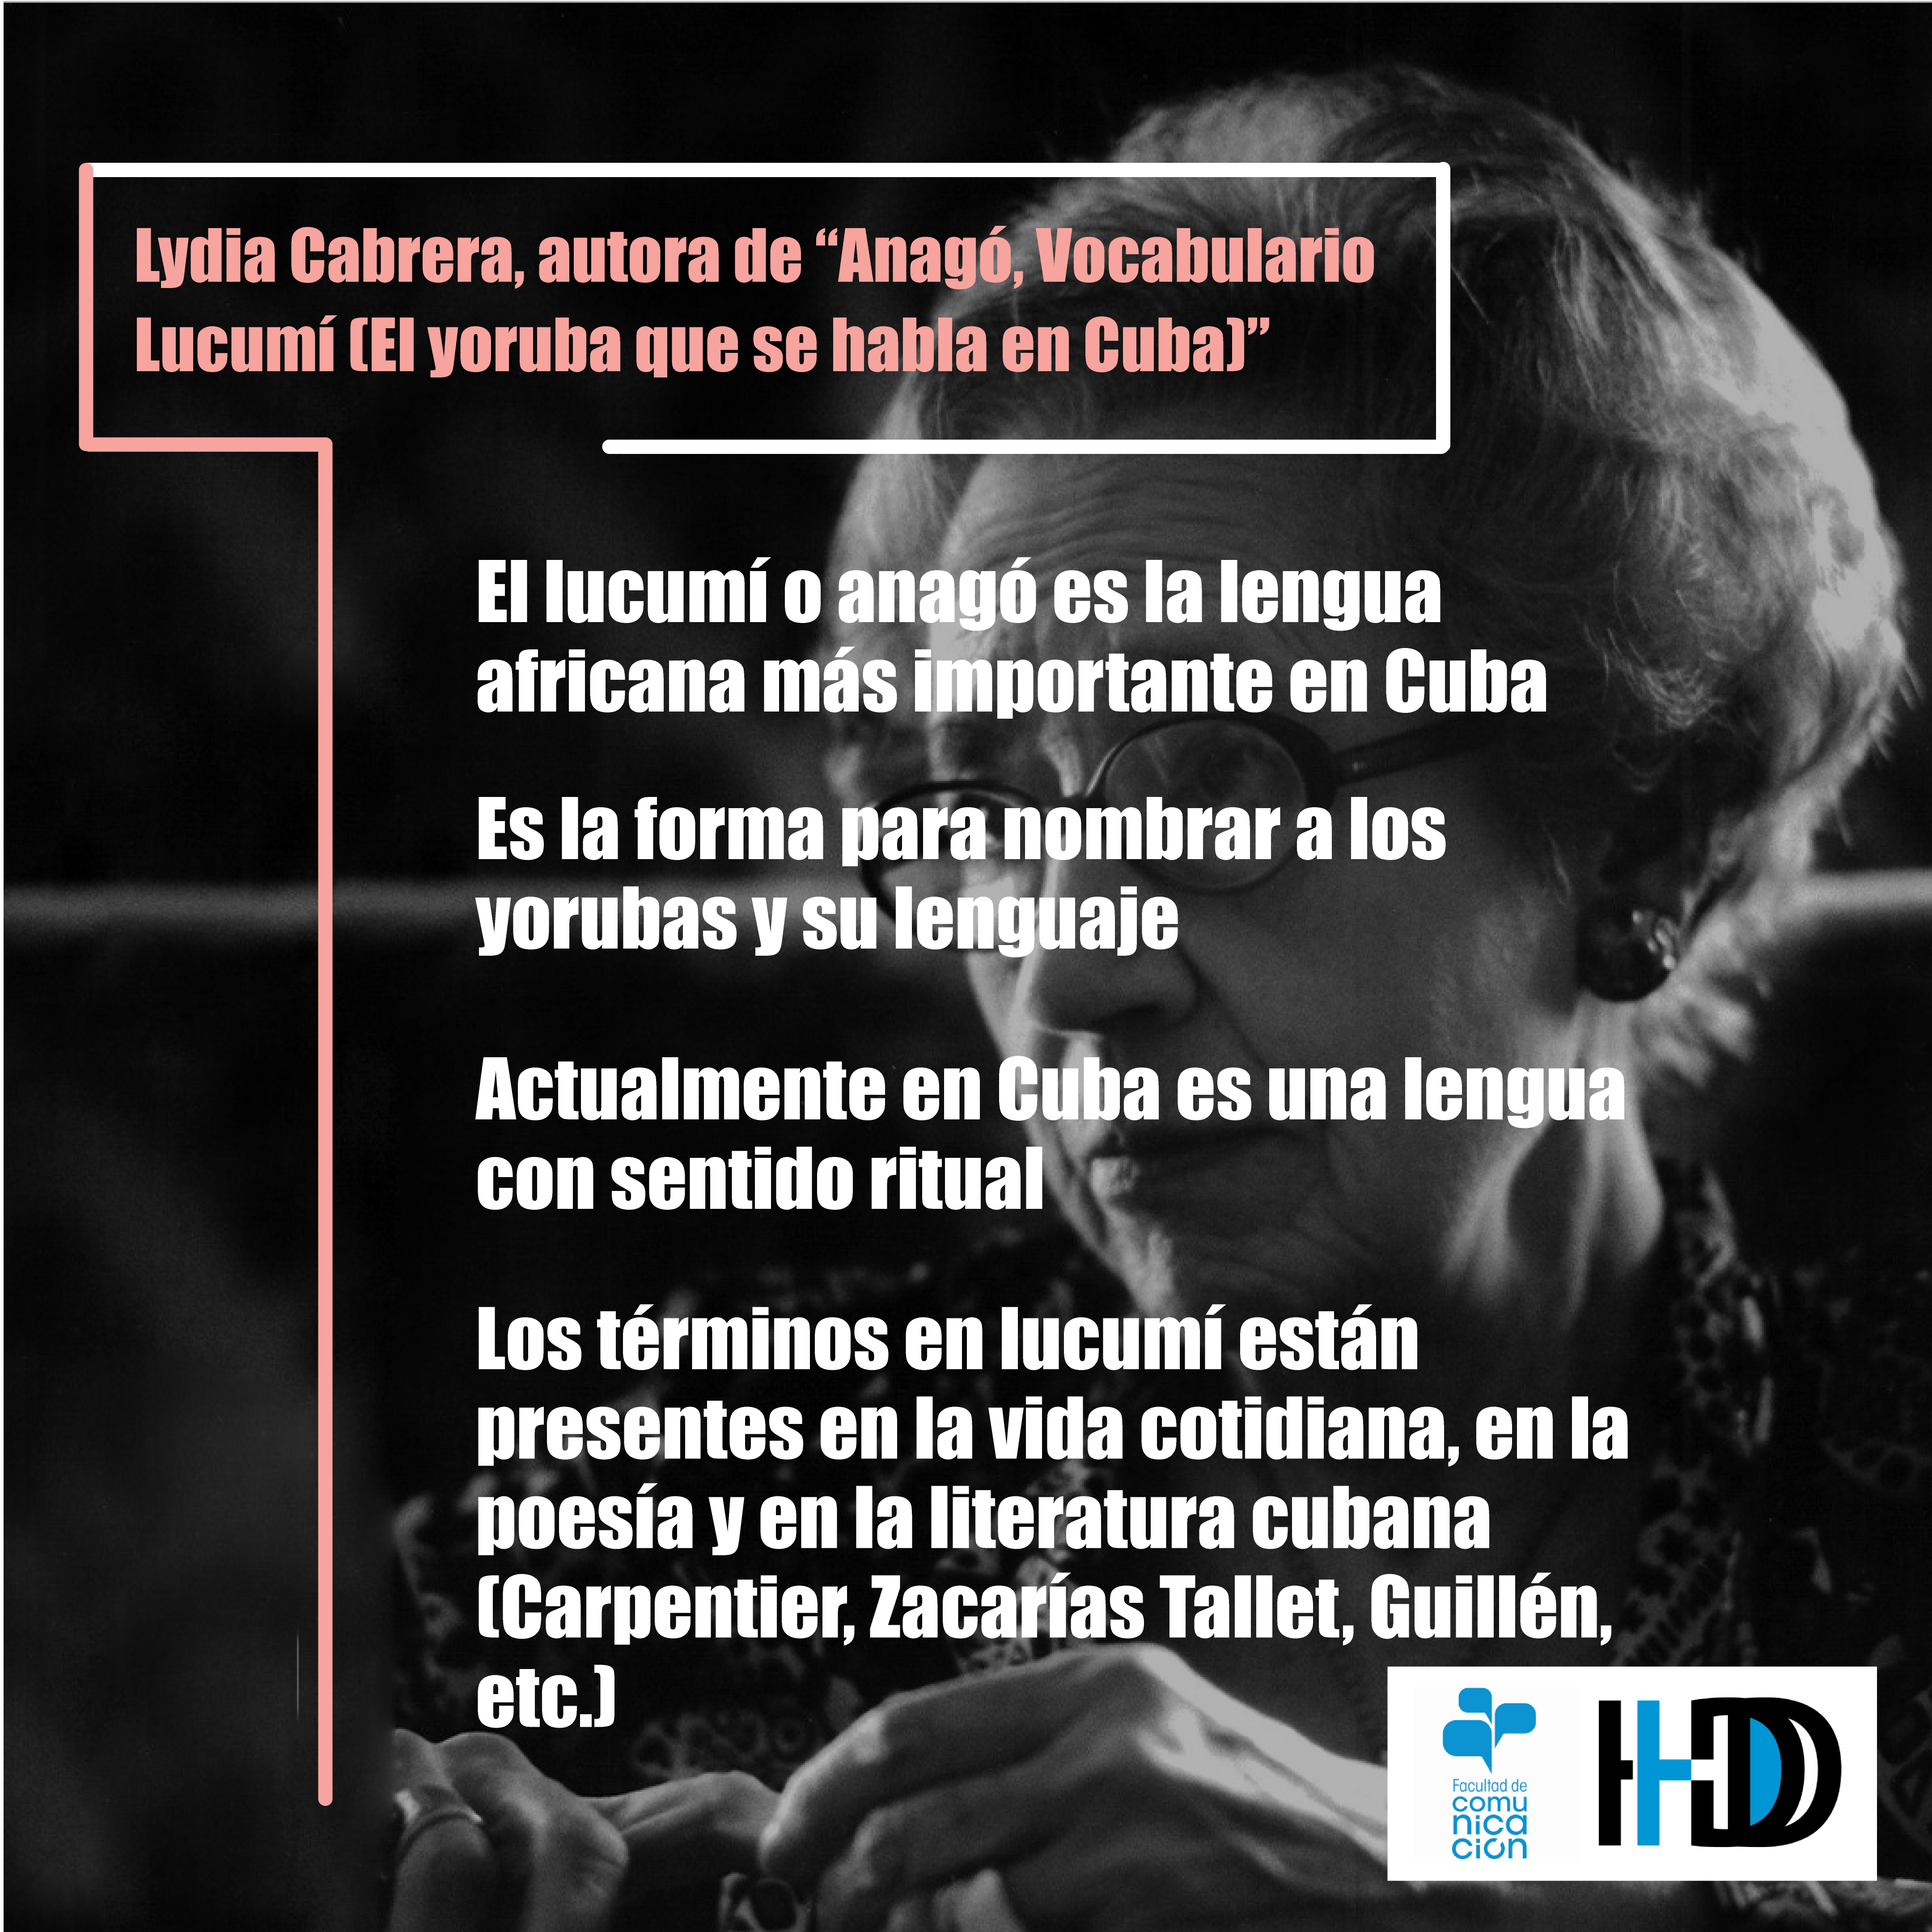 Lydia Cabrera, autora de “Anagó, Vocabulario
Lucumí (El yoruba que se habla en Cuba)”
El lucumí o anagó es la lengua
africana más importante en Cuba
Es la forma para nombrar a los
yorubas y su lenguaje
Actualmente en Cuba es una lengua
con sentido ritual
Los términos en lucumí están
presentes en la vida cotidiana, en la
poesía y en la literatura cubana
(Carpentier, Zacarías Tallet, Guillén,
etc.)
Facultad de
comu
nica
ción
HD